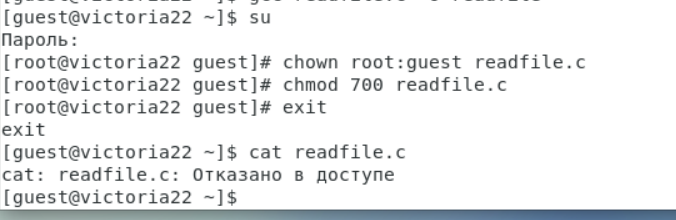 [guest@victoria22 ~]$ su
Пароль:
[root@victoria22 guest]# chown root:guest readfile.c
[root@victoria22 guest]# chmod 700 readfile.c
[root@victoria22 guest]# exit
exit
[guest@victoria22 ~]$ cat readfile.c
cat: readfile.c: Отказано в доступе
[guest@victoria22 ~]$